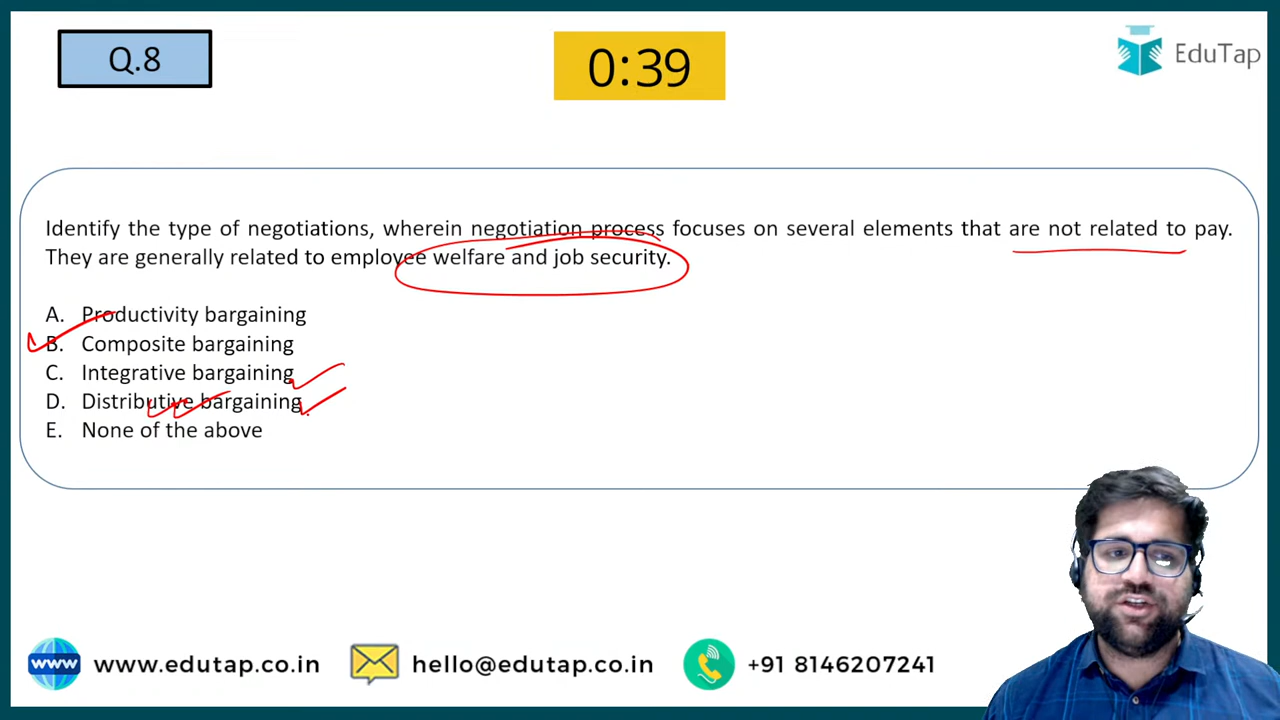 Q.8
0:39
EduTap
Identify the type of negotiations, wherein negotiation process focuses on several elements that are not related to pay.
They are generally related to employee welfare and job security.
A. Productivity bargaining
B. Composite bargaining
C. Integrative bargaining
D. Distributive bargaining
E. None of the above
www www.edutap.co.in hello@edutap.co.in +91 8146207241